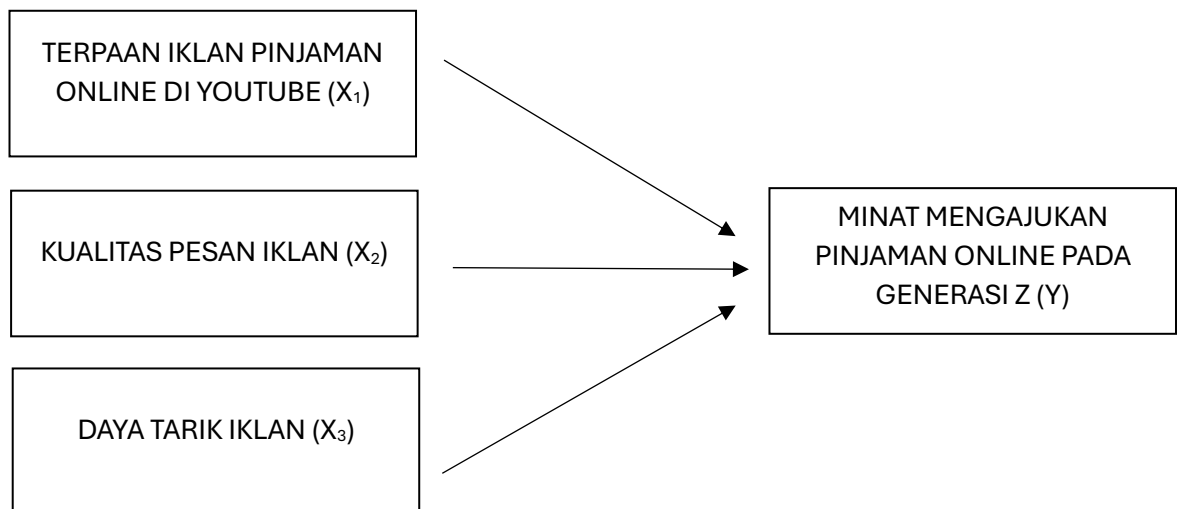 TERPAAN IKLAN PINJAMAN
ONLINE DI YOUTUBE (X₁)
KUALITAS PESAN IKLAN (X₂)
DAYA TARIK IKLAN (X₃)
MINAT MENGAJUKAN
PINJAMAN ONLINE PADA
GENERASI Z (Y)